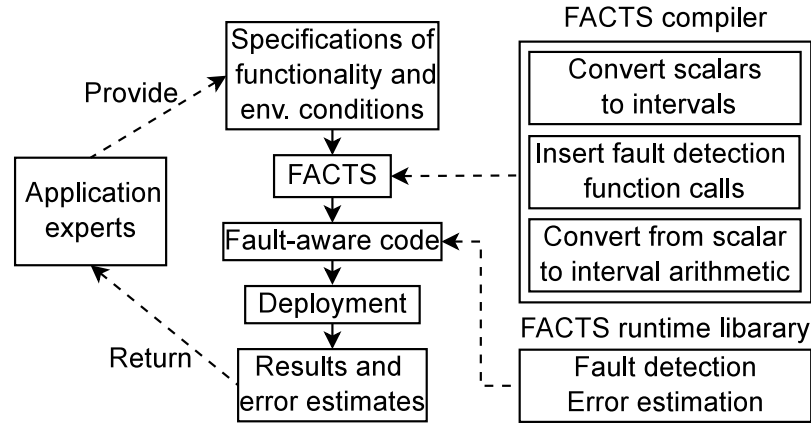 FACTS compiler
Specifications of
functionality and
env. conditions
Provide
Convert scalars
to intervals
Insert fault detection
function calls
FACTS
Application
experts
Convert from scalar
to interval arithmetic
Fault-aware code
Deployment
FACTS runtime libarary
Return
Results and
error estimates
Fault detection
Error estimation